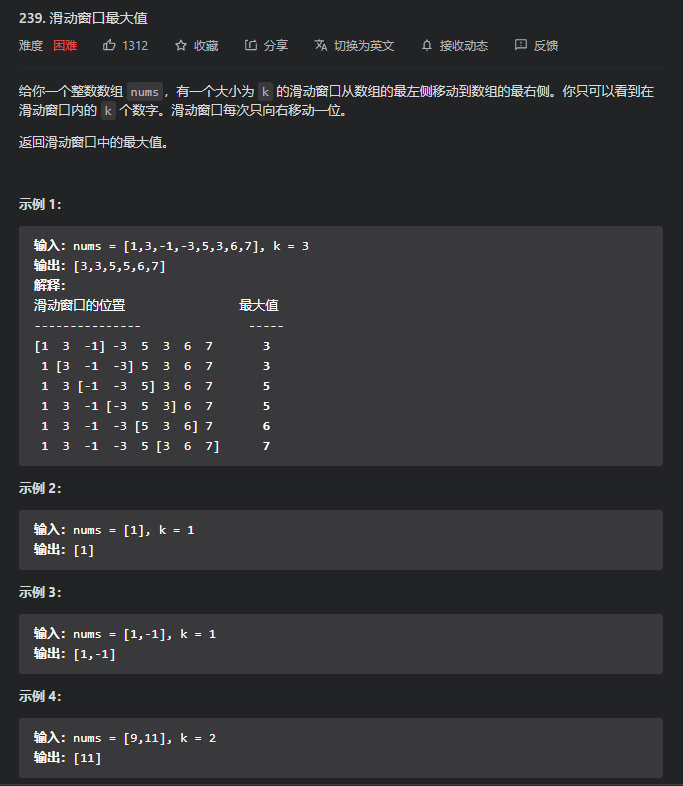 239. 滑动窗口最大值
难度 困难 1312 收藏 分享 切换为英文 接收动态 反馈
给你一个整数数组 nums，有一个大小为 k 的滑动窗口从数组的最左侧移动到数组的最右侧。你只可以看到在
滑动窗口内的 k 个数字。滑动窗口每次只向右移动一位。
返回滑动窗口中的最大值。
示例 1：
输入：nums = [1,3,-1,-3,5,3,6,7], k = 3
输出：[3,3,5,5,6,7]
解释：
滑动窗口的位置 最大值
--------------- -----
[1 3 -1] -3 5 3 6 7 3
1 [3 -1 -3] 5 3 6 7 3
1 3 [-1 -3 5] 3 6 7 5
1 3 -1 [-3 5 3] 6 7 5
1 3 -1 -3 [5 3 6] 7 6
1 3 -1 -3 5 [3 6 7] 7
示例 2：
输入：nums = [1], k = 1
输出：[1]
示例 3：
输入：nums = [1,-1], k = 1
输出：[1,-1]
示例 4：
输入：nums = [9,11], k = 2
输出：[11]